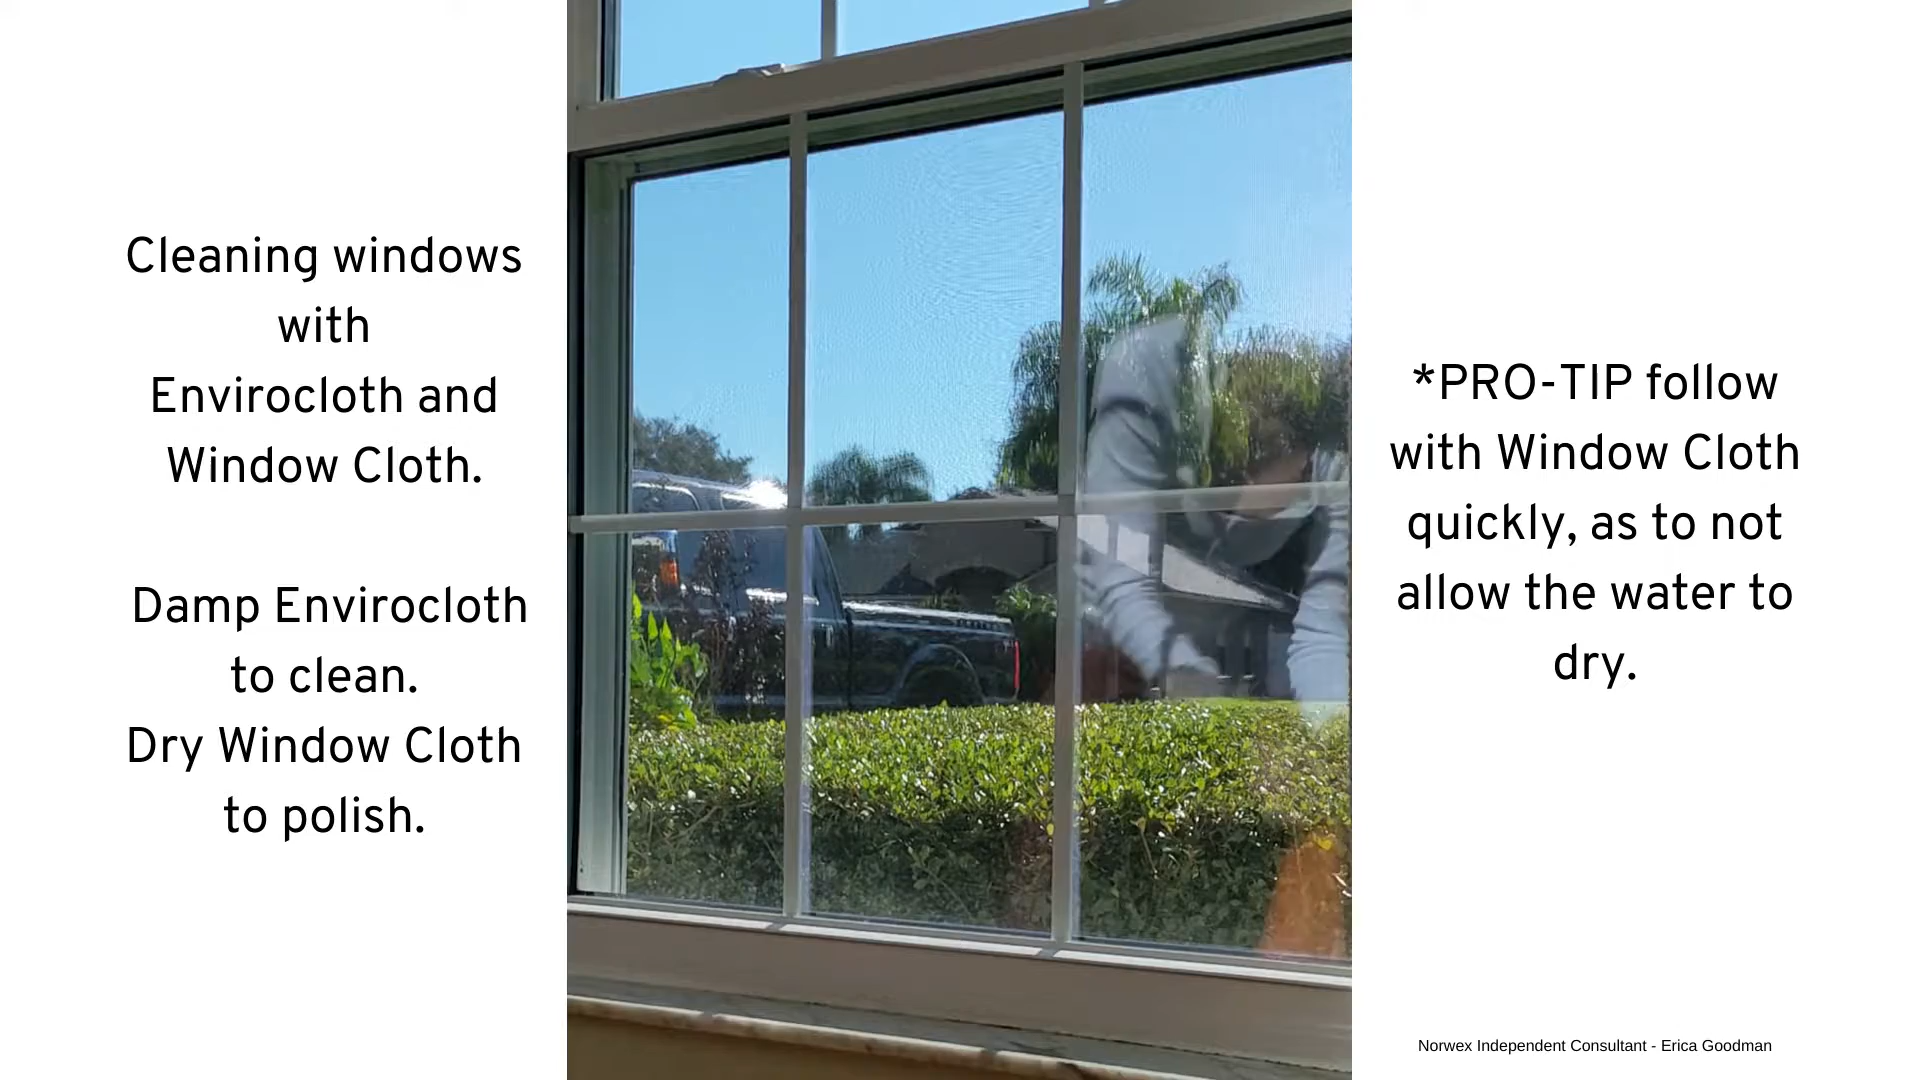 Cleaning windows
with
Envirocloth and
Window Cloth.
Damp Envirocloth
to clean.
Dry Window Cloth
to polish.
*PRO-TIP follow
with Window Cloth
quickly, as to not
allow the water to
dry.
Norwex Independent Consultant - Erica Goodman